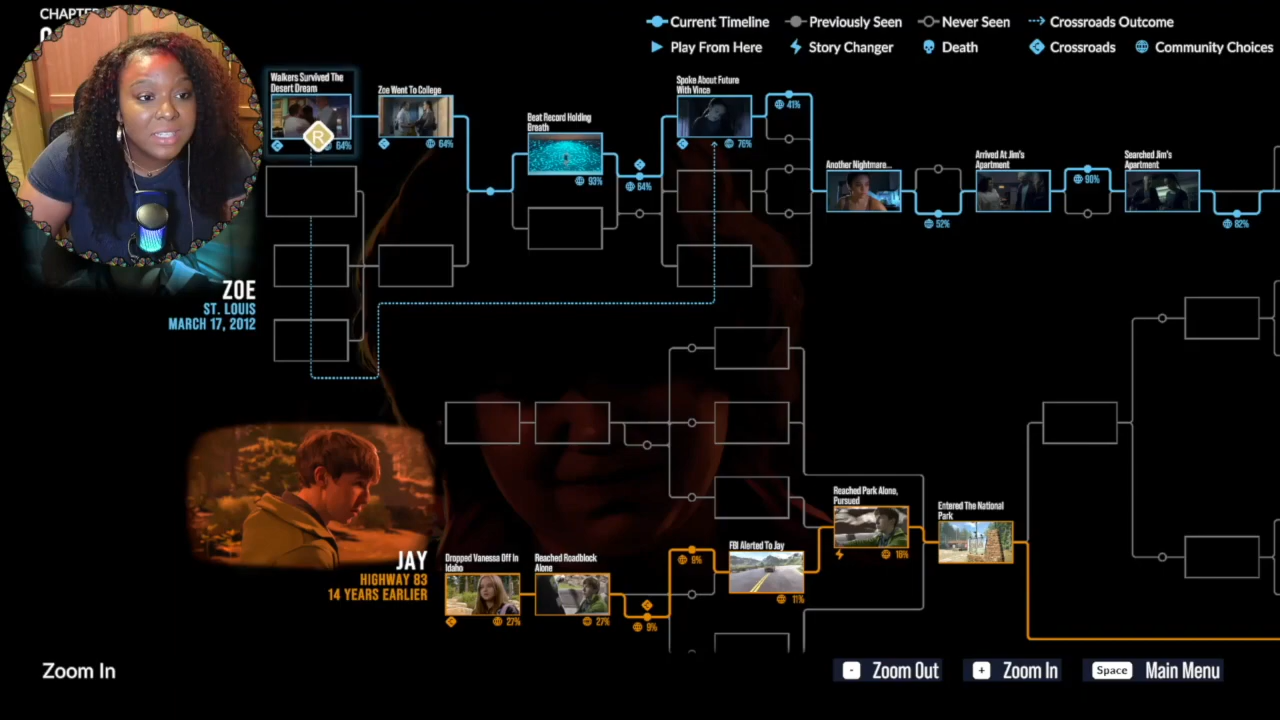 CHAPTER
Current Timeline
Previously Seen
Never Seen
Crossroads Outcome
Play From Here
Story Changer
Death
Crossroads
Community Choices
Walkers Survived The
Desert Dream
R
64%
Zoe Went To College
64%
Beat Record Holding
Breath
93%
64%
Spoke About Future
With Vince
76%
41%
Another Nightmare...
52%
Arrived At Jim's
Apartment
90%
Searched Jim's
Apartment
82%
ZOE
ST. LOUIS
MARCH 17, 2012
JAY
HIGHWAY 83
14 YEARS EARLIER
Dropped Vanessa Off In
Idaho
27%
Reached Roadblock
Alone
27%
9%
9%
FBI Alerted To Jay
11%
Reached Park Alone,
Pursued
18%
Entered The National
Park
Zoom In
- Zoom Out
+ Zoom In
Space Main Menu